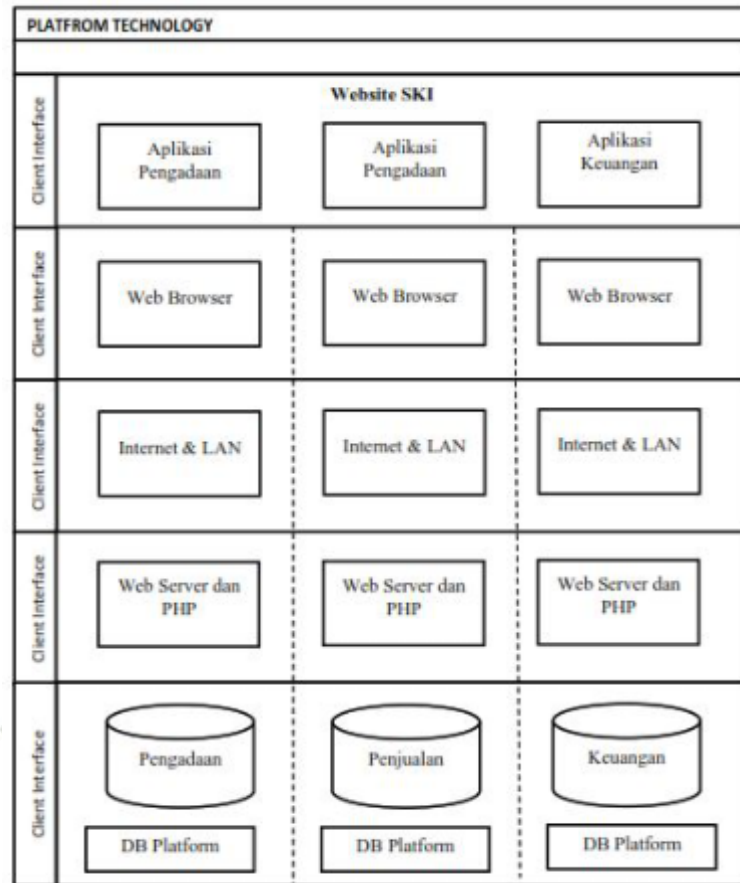 PLATFROM TECHNOLOGY
Client Interface
Website SKI
Aplikasi
Pengadaan
Aplikasi
Pengadaan
Aplikasi
Keuangan
Client Interface
Web Browser
Web Browser
Web Browser
Client Interface
Internet & LAN
Internet & LAN
Internet & LAN
Client Interface
Web Server dan
PHP
Web Server dan
PHP
Web Server dan
PHP
Client Interface
Pengadaan
Penjualan
Keuangan
DB Platform
DB Platform
DB Platform